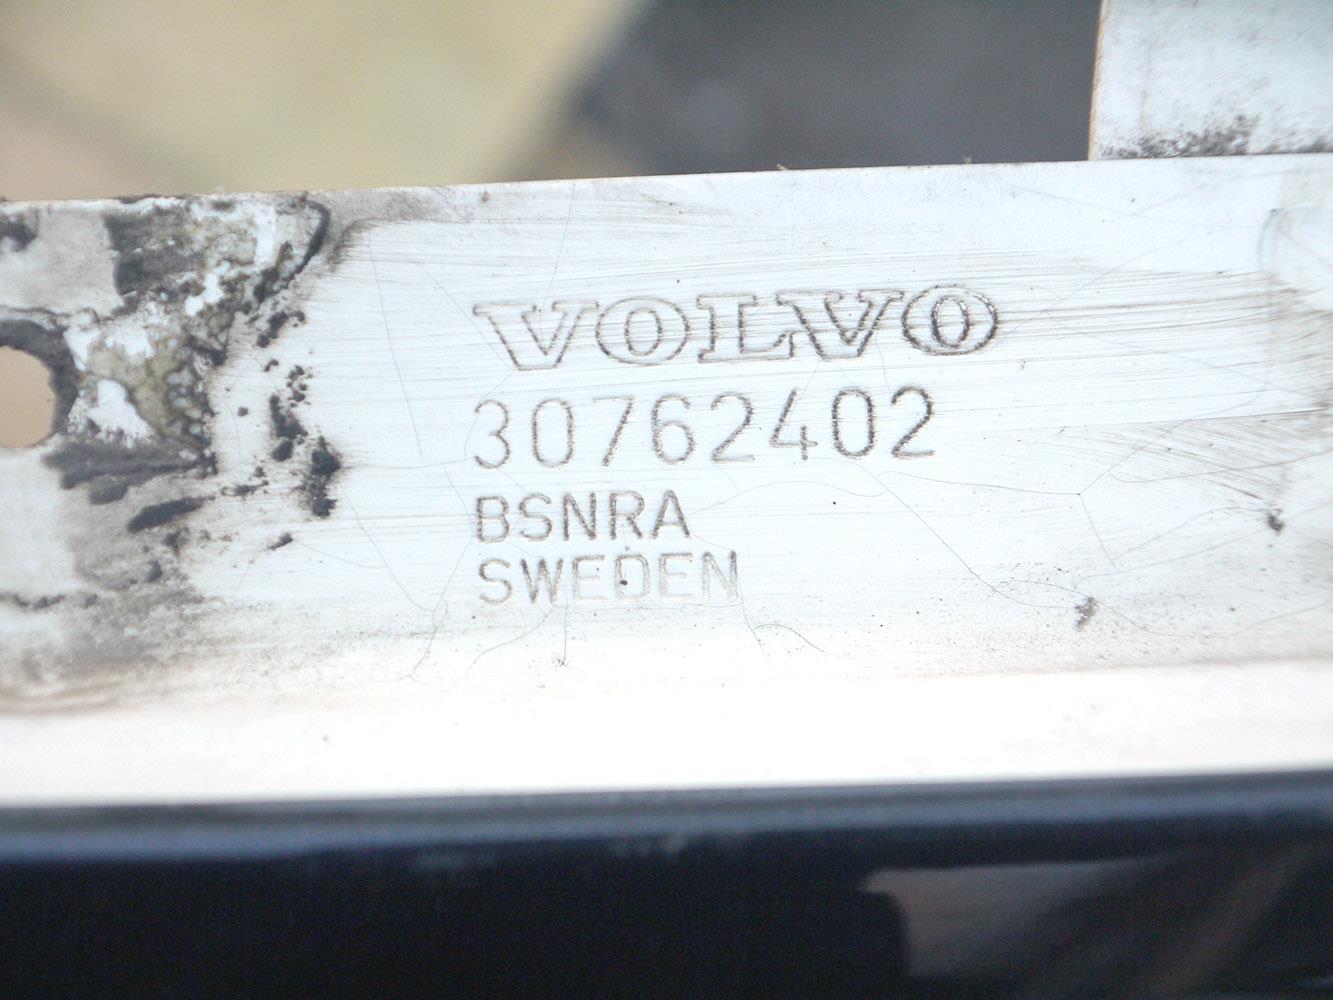 VOLVO
30762402
BSNRA
SWEDEN